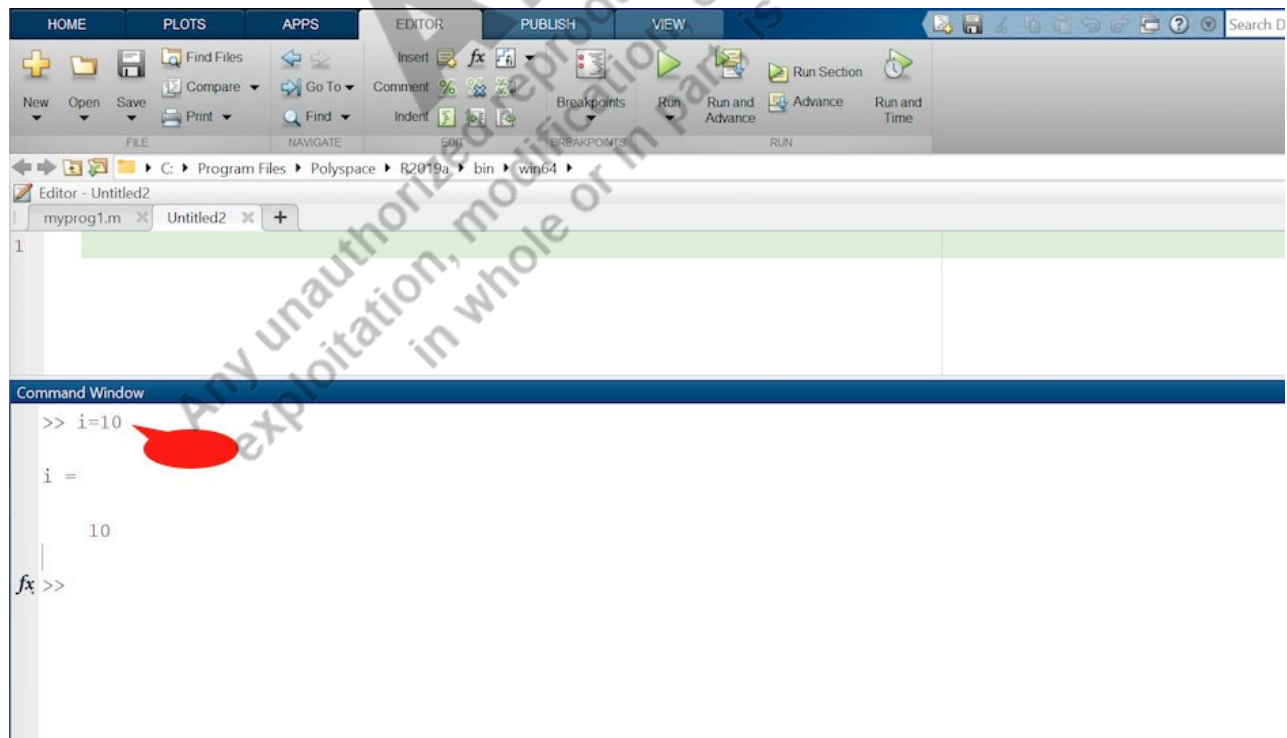 HOME PLOTS APPS EDITOR PUBLISH VIEW Search D
Find Files
Insert fx
Run Section
Compare
Go To
Comment
New Open Save
Breakpoints Run Run and Advance
Advance
Run and Time
Print
Find
Indent
FILE NAVIGATE EDIT BREAKPOINTS RUN
C: Program Files Polyspace R2019a bin win64
Editor - Untitled2
myprog1.m Untitled2 +
1
Command Window
>> i=10
i =
10
fx >>
Any unauthorized
exploitation, modification
in whole or in part is